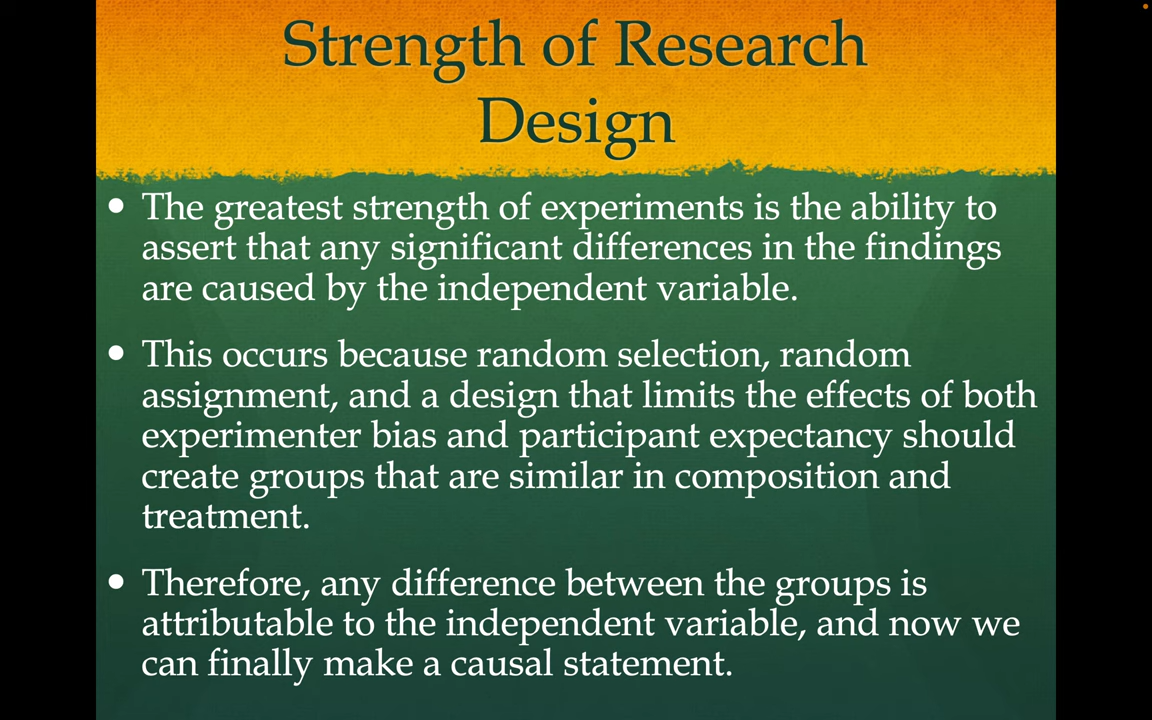 Strength of Research
Design
• The greatest strength of experiments is the ability to
assert that any significant differences in the findings
are caused by the independent variable.
• This occurs because random selection, random
assignment, and a design that limits the effects of both
experimenter bias and participant expectancy should
create groups that are similar in composition and
treatment.
• Therefore, any difference between the groups is
attributable to the independent variable, and now we
can finally make a causal statement.